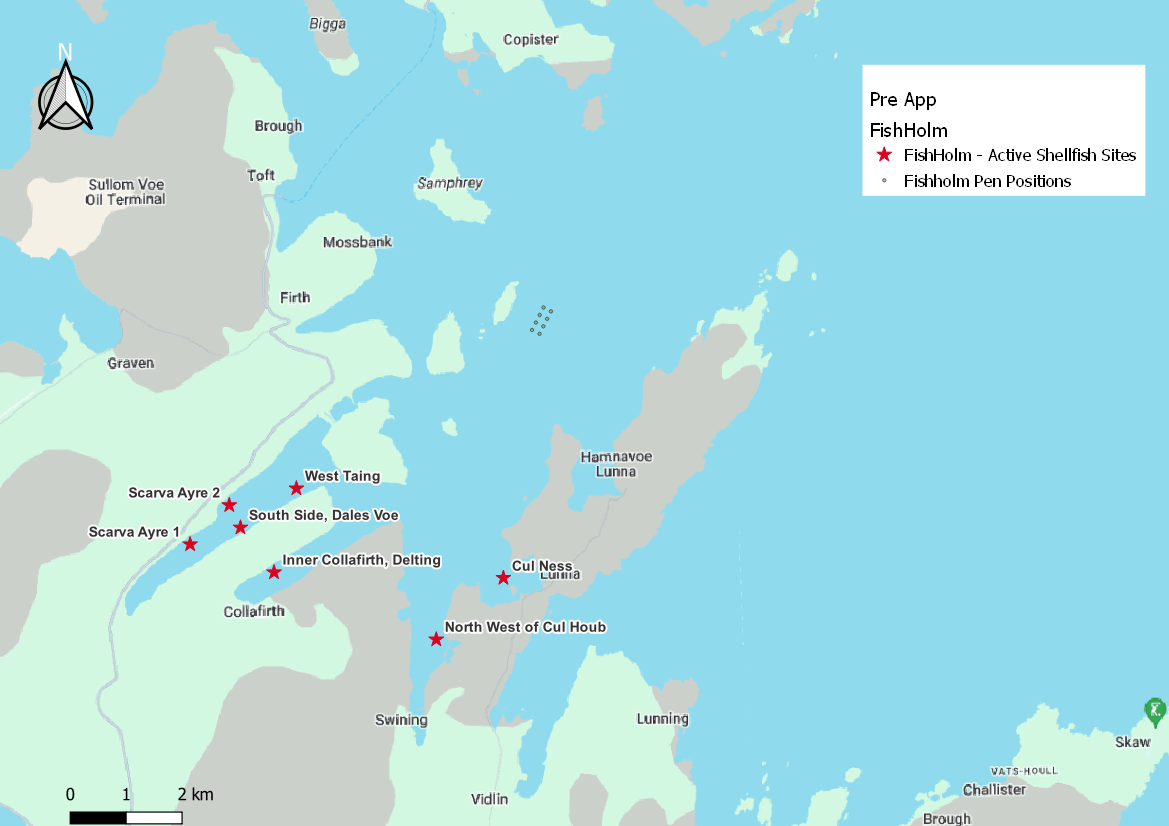 Bigga
Copister
N
Pre App
FishHolm
FishHolm - Active Shellfish Sites
Fishholm Pen Positions
Brough
Toft
Samphrey
Sullom Voe
Oil Terminal
Mossbank
Firth
Graven
Hamnavoe
Lunna
West Taing
Scarva Ayre 2
South Side, Dales Voe
Scarva Ayre 1
Inner Collafirth, Delting
Cul Ness
Lunna
Collafirth
North West of Cul Houb
Swining
Lunning
Skaw
VATS-HOULL
Challister
Vidlin
Brough
0 1 2 km